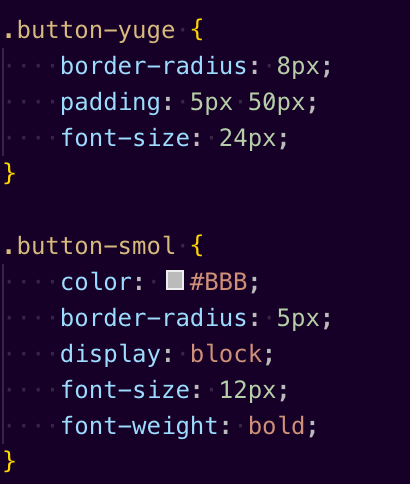 .button-yuge {
    border-radius: 8px;
    padding: 5px 50px;
    font-size: 24px;
}

.button-smol {
    color: #BBB;
    border-radius: 5px;
    display: block;
    font-size: 12px;
    font-weight: bold;
}